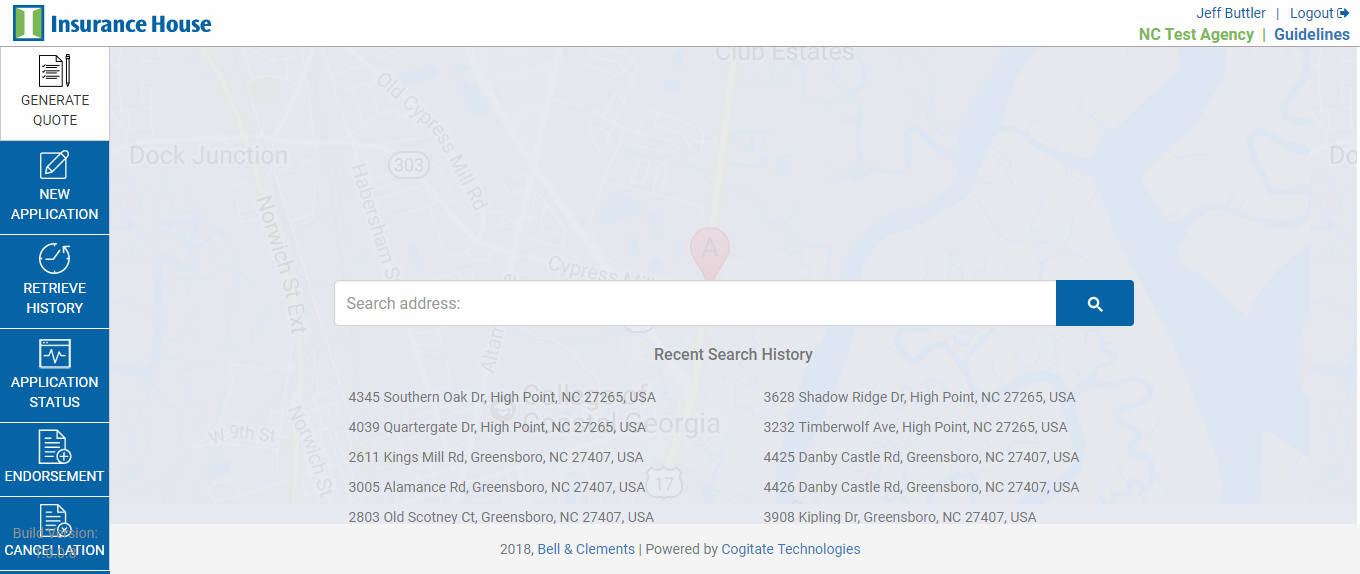 Insurance House
Jeff Buttler | Logout
NC Test Agency | Guidelines
GENERATE
QUOTE
NEW
APPLICATION
RETRIEVE
HISTORY
APPLICATION
STATUS
ENDORSEMENT
CANCELLATION
Build Version:
Club Estates
Old Cypress Mill Rd
Dock Junction
303
Do
Habersham S
Norwich St Ext
A
Cypress Mil
Search address:
Altan
Recent Search History
College of
Coastal Georgia
W 9th St
Norwich St
17
4345 Southern Oak Dr, High Point, NC 27265, USA
3628 Shadow Ridge Dr, High Point, NC 27265, USA
4039 Quartergate Dr, High Point, NC 27265, USA
3232 Timberwolf Ave, High Point, NC 27265, USA
2611 Kings Mill Rd, Greensboro, NC 27407, USA
4425 Danby Castle Rd, Greensboro, NC 27407, USA
3005 Alamance Rd, Greensboro, NC 27407, USA
4426 Danby Castle Rd, Greensboro, NC 27407, USA
2803 Old Scotney Ct, Greensboro, NC 27407, USA
3908 Kipling Dr, Greensboro, NC 27407, USA
2018, Bell & Clements | Powered by Cogitate Technologies